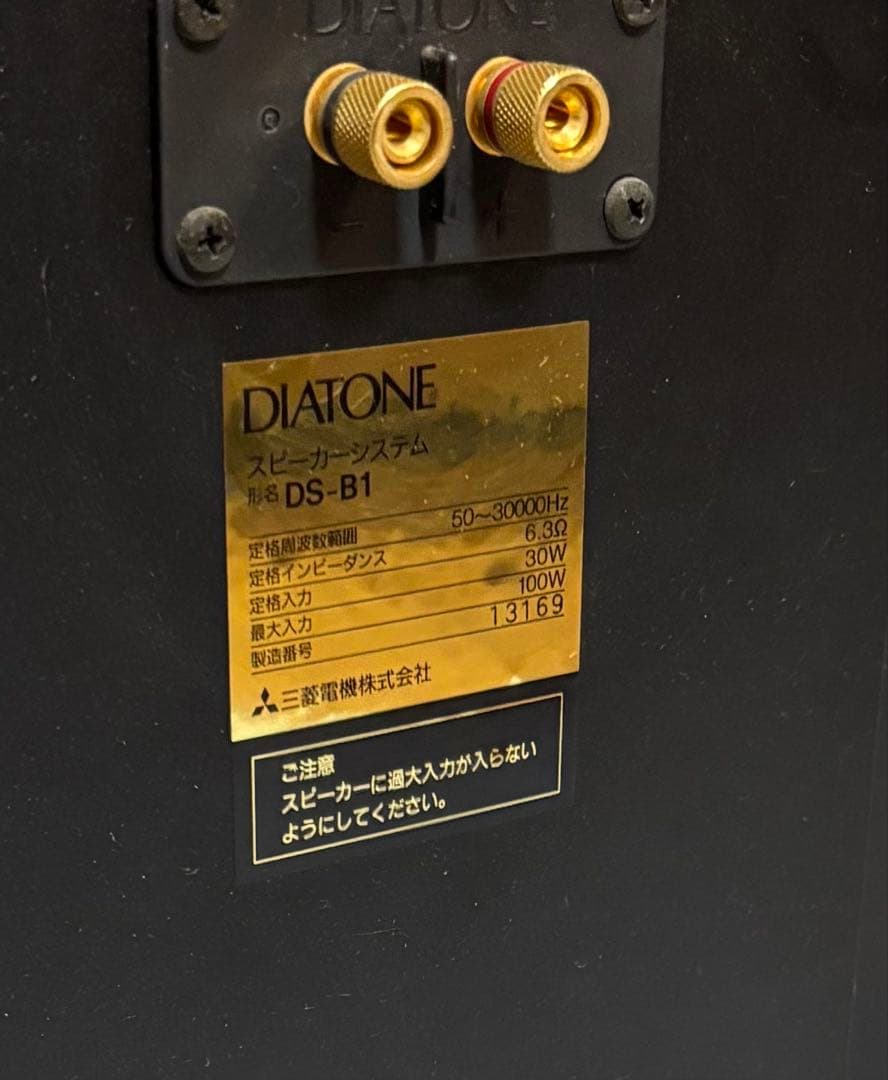 DIATONE
− +
DIATONE
スピーカーシステム
形名 DS-B1
定格周波数範囲 50～30000Hz
定格インピーダンス 6.3Ω
定格入力 30W
最大入力 100W
製造番号 13169
三菱電機株式会社
ご注意
スピーカーに過大入力が入らない
ようにしてください。